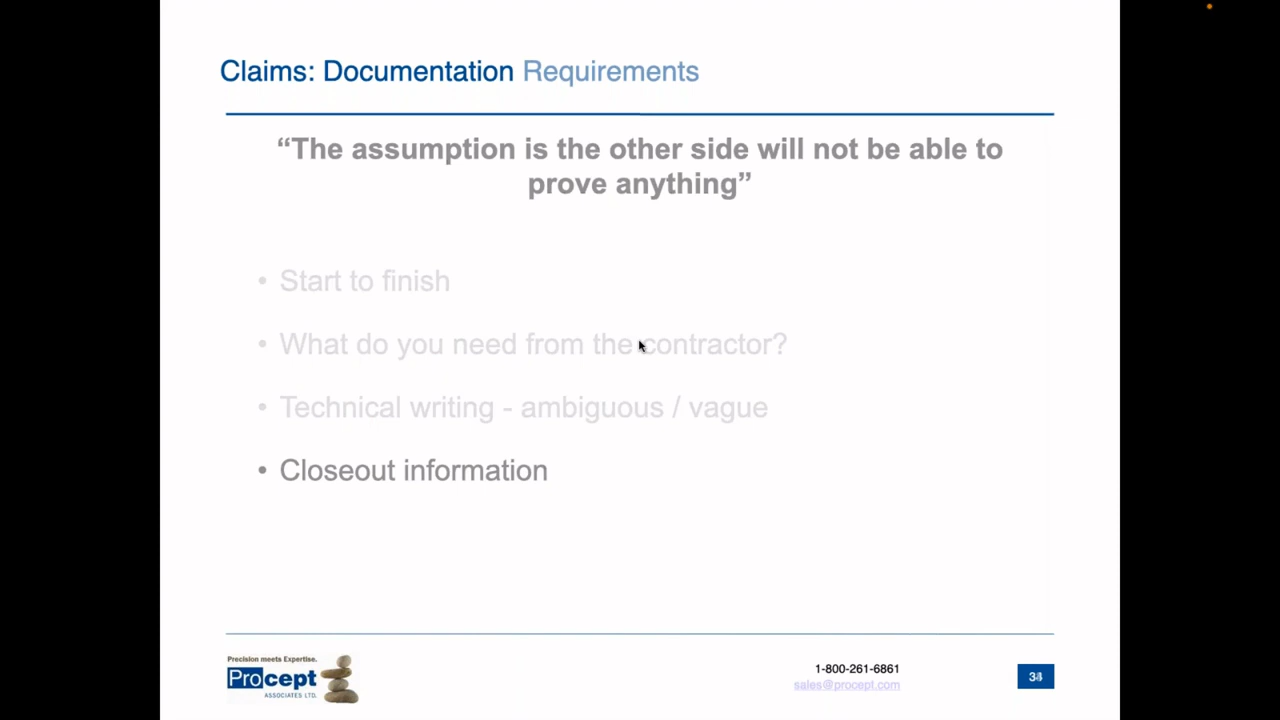 Claims: Documentation Requirements
“The assumption is the other side will not be able to
prove anything”
• Start to finish
• What do you need from the contractor?
• Technical writing - ambiguous / vague
• Closeout information
Precision meets Expertise.
Procept
ASSOCIATES LTD.
1-800-261-6861
sales@procept.com